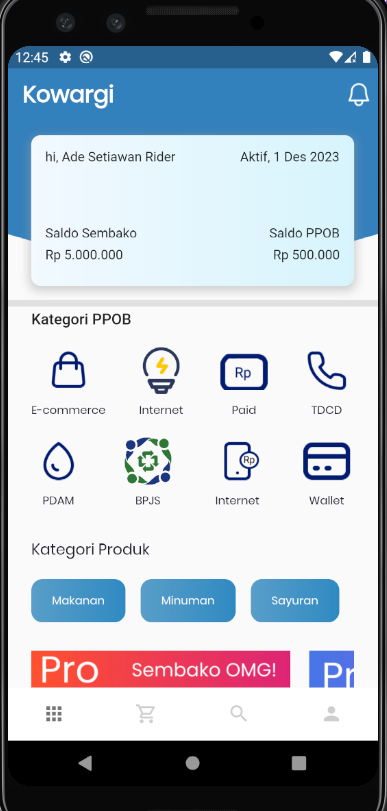 12:45
Kowargi
hi, Ade Setiawan Rider Aktif, 1 Des 2023
Saldo Sembako Saldo PPOB
Rp 5.000.000 Rp 500.000
Kategori PPOB
Rp
E-commerce Internet Paid TDCD
Rp
PDAM BPJS Internet Wallet
Kategori Produk
Makanan Minuman Sayuran
Pro Sembako OMG! Pr